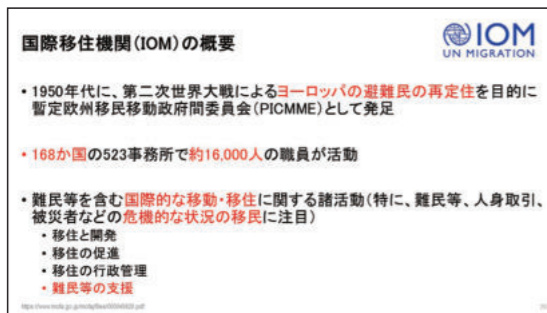 国際移住機関(IOM)の概要
IOM
UN MIGRATION
• 1950年代に、第二次世界大戦によるヨーロッパの避難民の再定住を目的に
暫定欧州移民移動政府間委員会(PICMME)として発足
• 168か国の523事務所で約16,000人の職員が活動
• 難民等を含む国際的な移動・移住に関する諸活動(特に、難民等、人身取引、
被災者などの危機的な状況の移民に注目)
• 移住と開発
• 移住の促進
• 移住の行政管理
• 難民等の支援